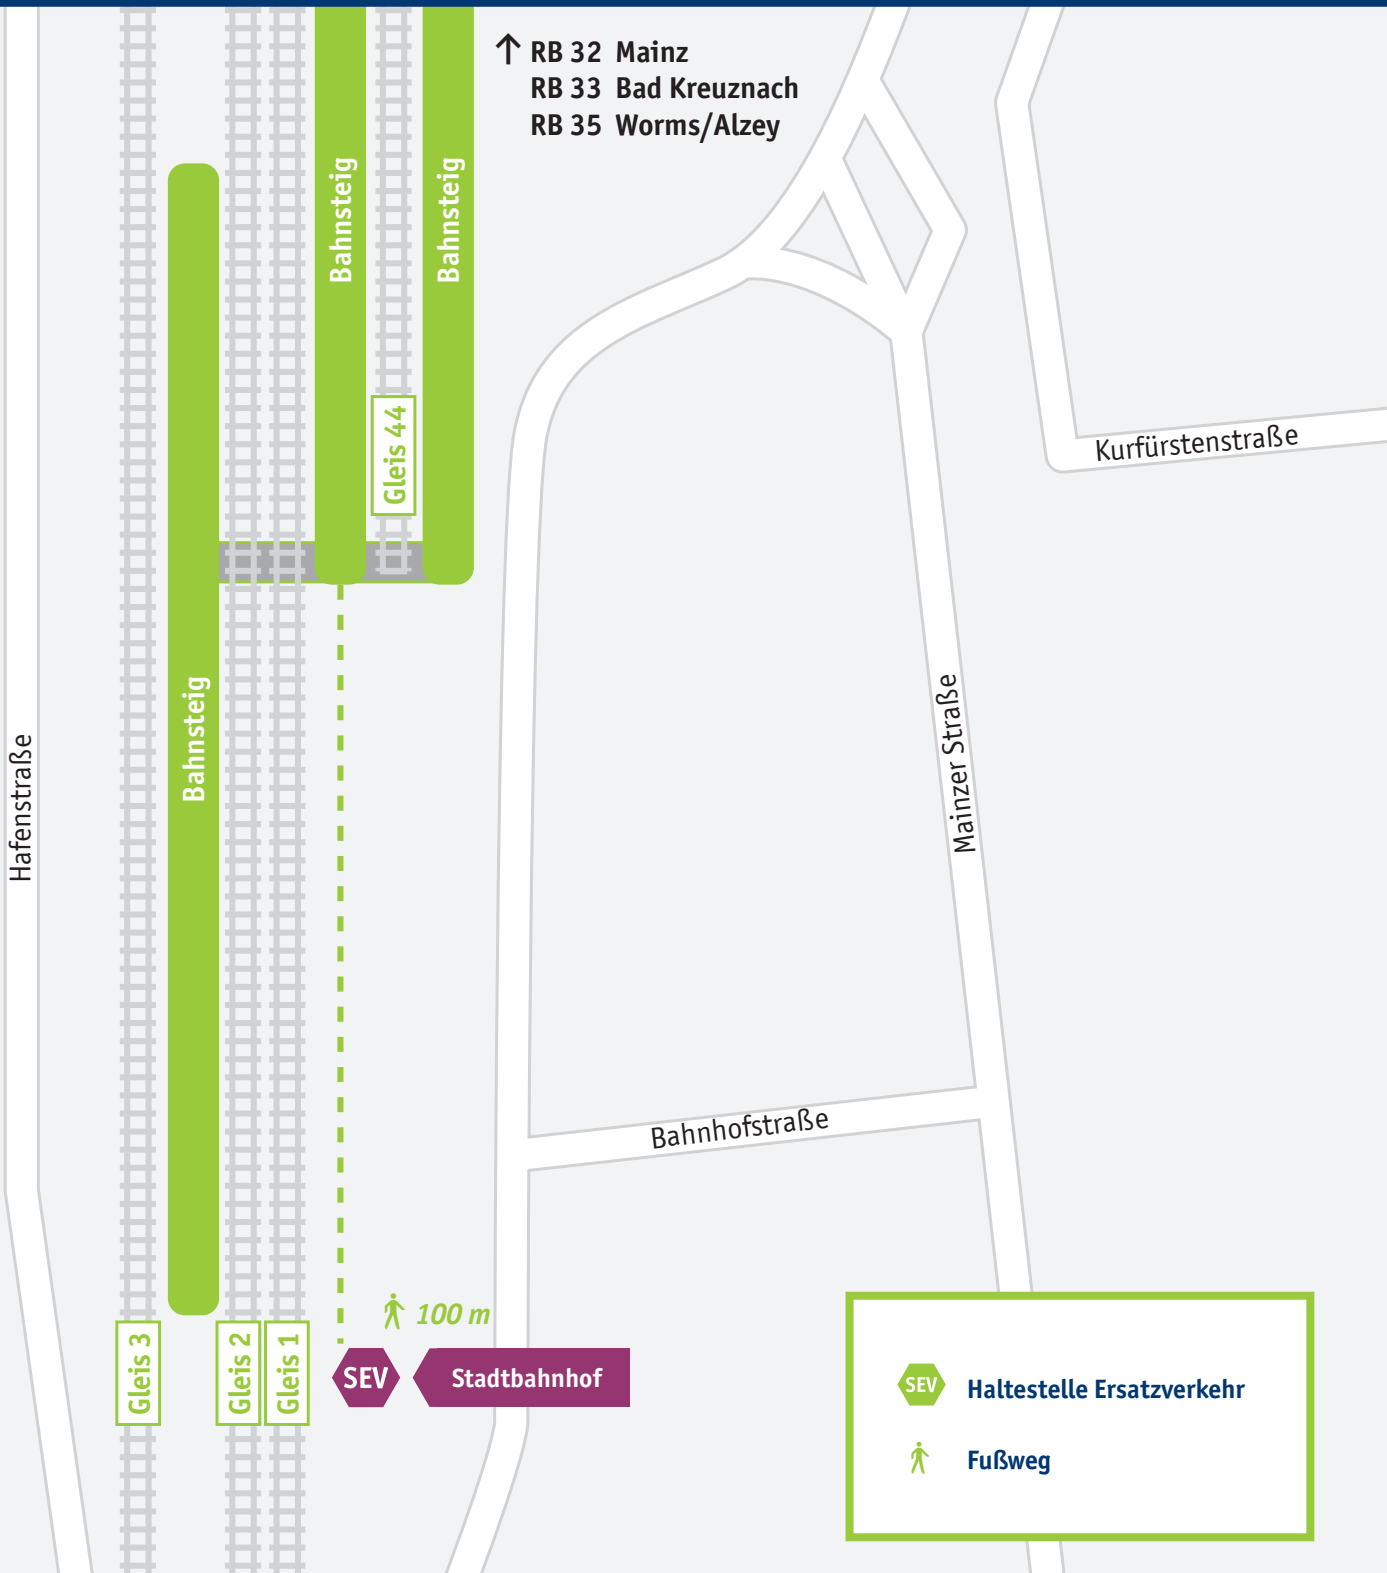 RB 32 Mainz
RB 33 Bad Kreuznach
RB 35 Worms/Alzey
Bahnsteig
Bahnsteig
Gleis 44
Kurfürstenstraße
Bahnsteig
Mainzer Straße
Hafenstraße
Bahnhofstraße
100 m
Gleis 3
Gleis 2
Gleis 1
SEV
Stadtbahnhof
SEV Haltestelle Ersatzverkehr
Fußweg